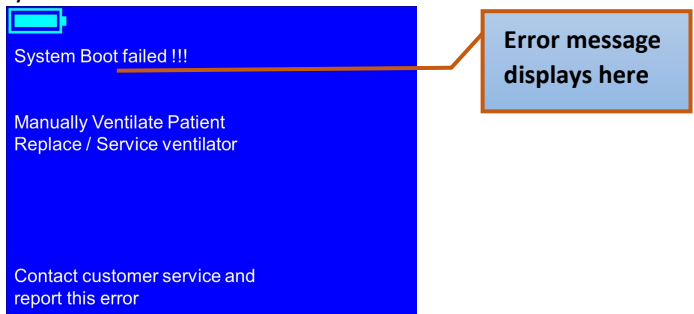 System Boot failed !!!
Error message
displays here
Manually Ventilate Patient
Replace / Service ventilator
Contact customer service and
report this error